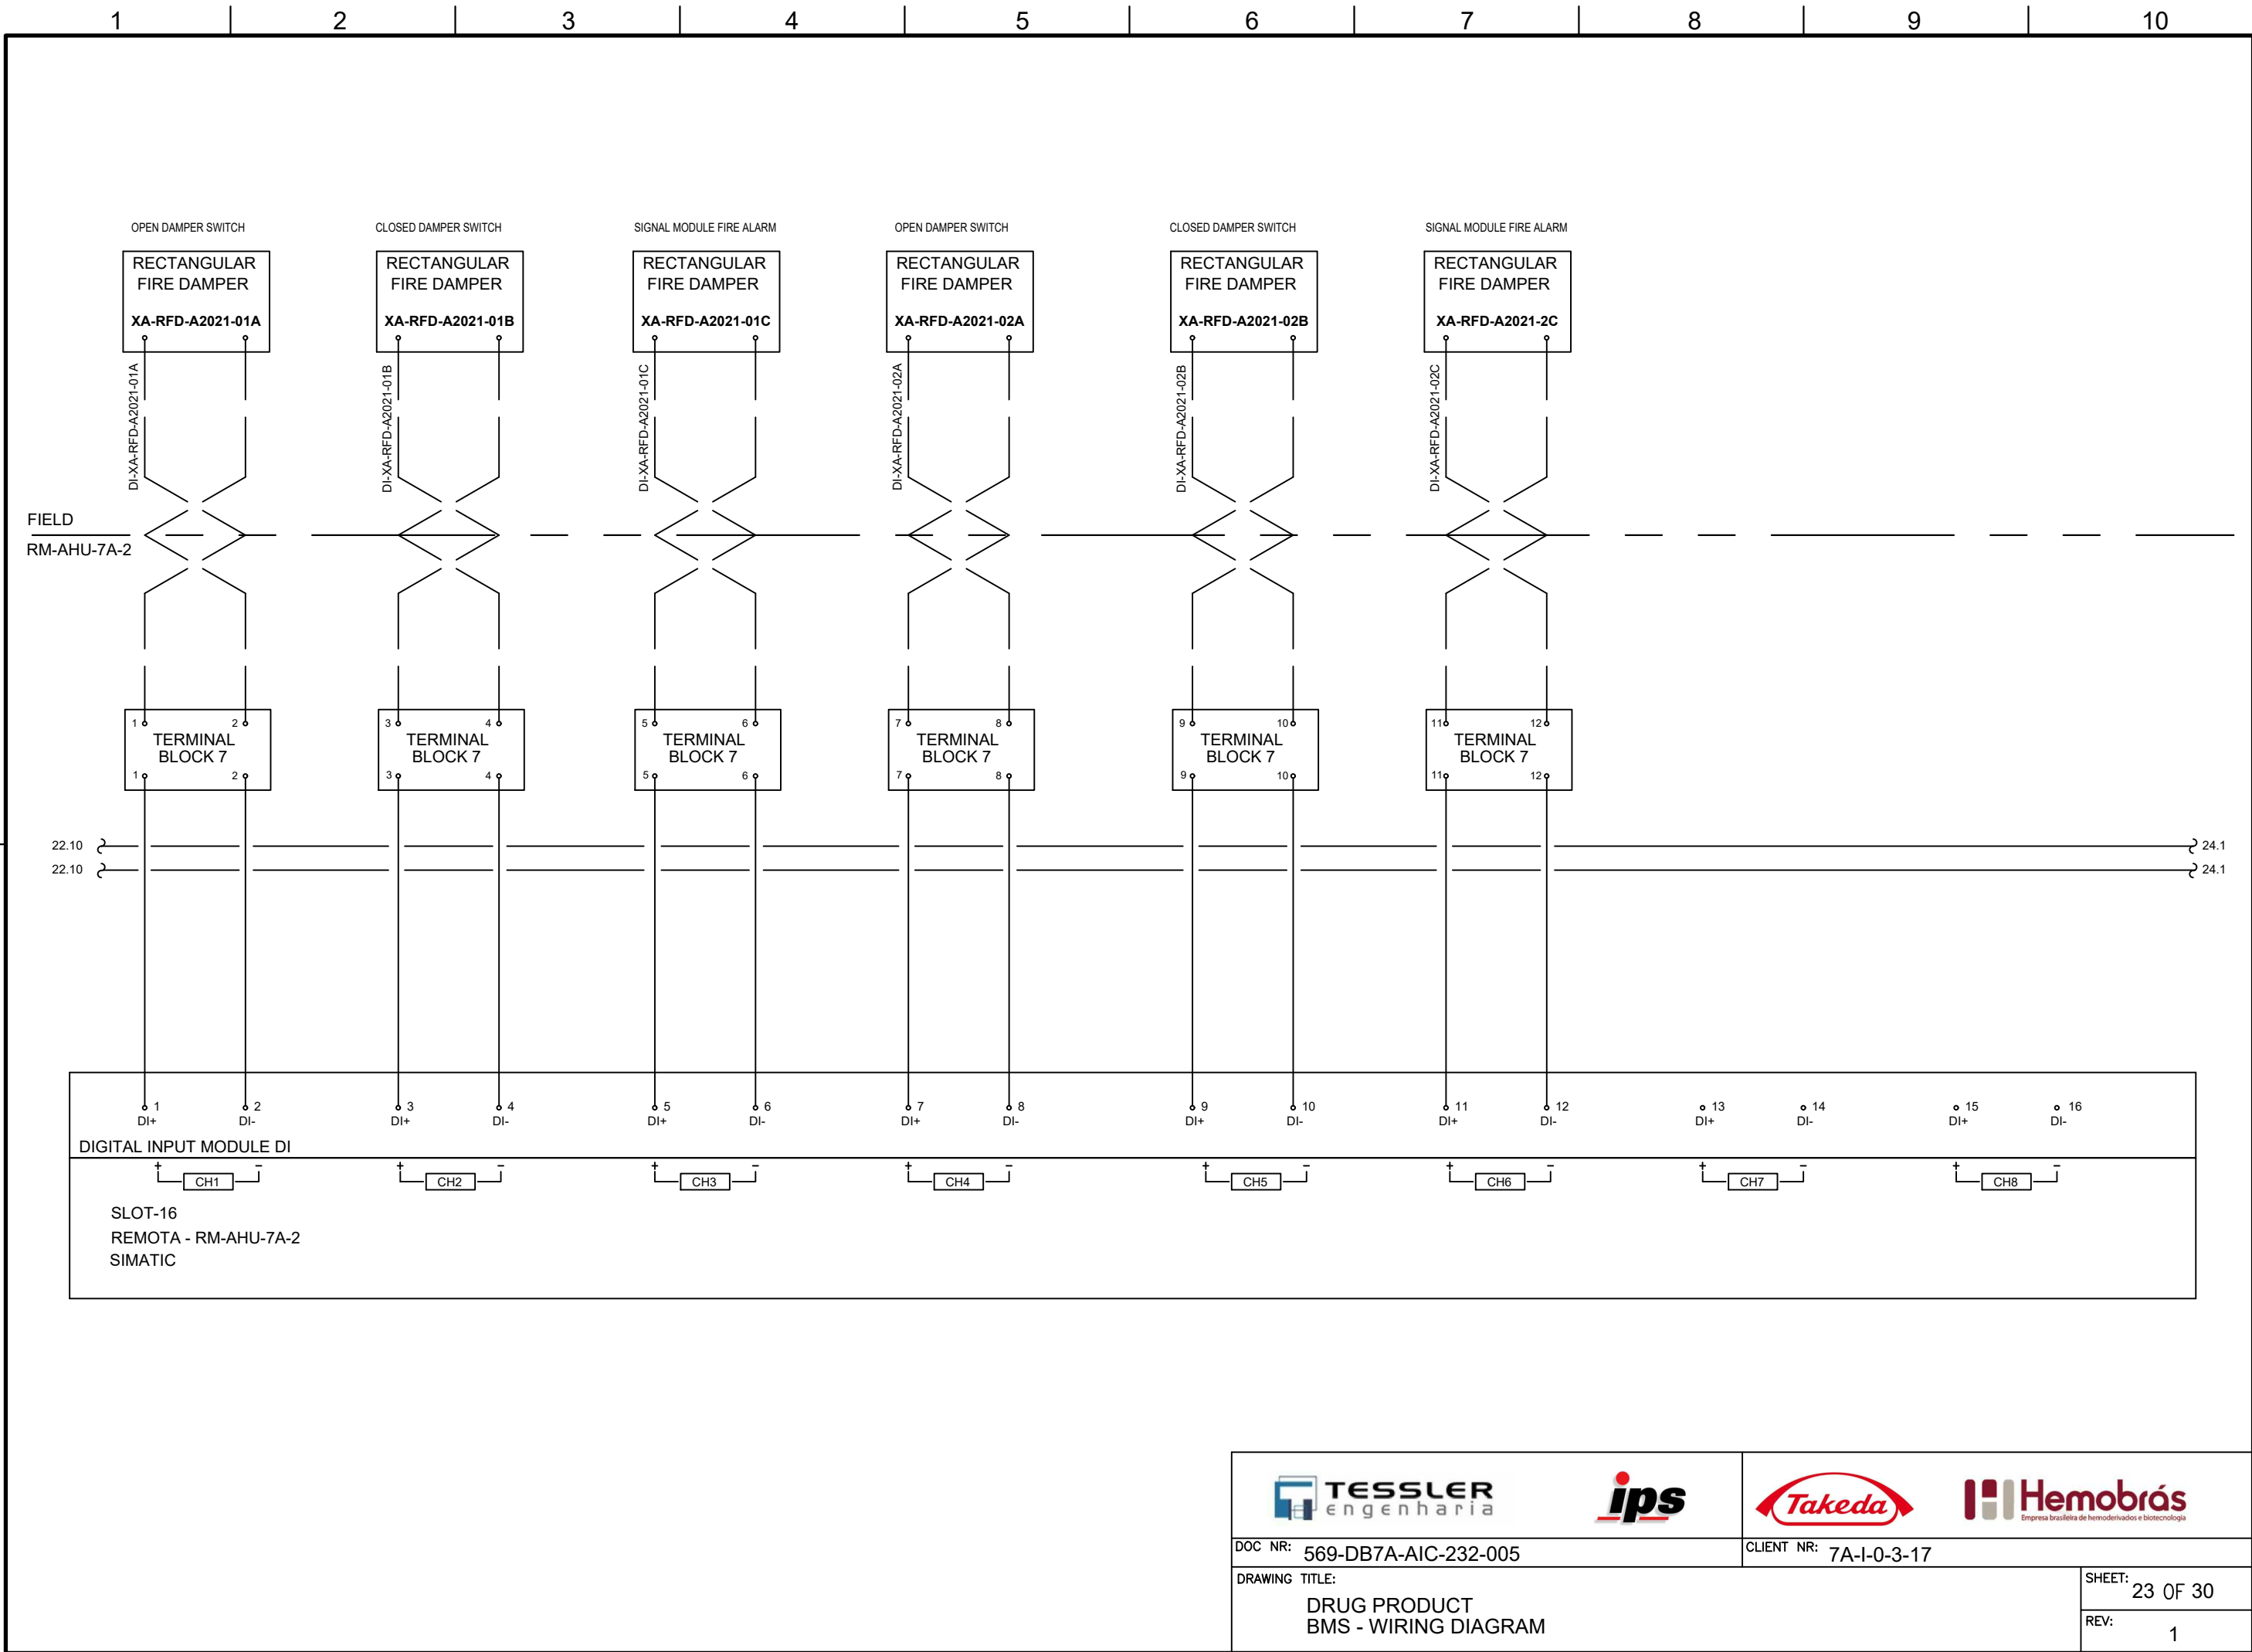 1 2 3 4 5 6 7 8 9 10
OPEN DAMPER SWITCH
CLOSED DAMPER SWITCH
SIGNAL MODULE FIRE ALARM
OPEN DAMPER SWITCH
CLOSED DAMPER SWITCH
SIGNAL MODULE FIRE ALARM
RECTANGULAR
FIRE DAMPER
XA-RFD-A2021-01A
RECTANGULAR
FIRE DAMPER
XA-RFD-A2021-01B
RECTANGULAR
FIRE DAMPER
XA-RFD-A2021-01C
RECTANGULAR
FIRE DAMPER
XA-RFD-A2021-02A
RECTANGULAR
FIRE DAMPER
XA-RFD-A2021-02B
RECTANGULAR
FIRE DAMPER
XA-RFD-A2021-2C
DI-XA-RFD-A2021-01A
DI-XA-RFD-A2021-01B
DI-XA-RFD-A2021-01C
DI-XA-RFD-A2021-02A
DI-XA-RFD-A2021-02B
DI-XA-RFD-A2021-02C
FIELD
RM-AHU-7A-2
1 2
TERMINAL
BLOCK 7
1 2
3 4
TERMINAL
BLOCK 7
3 4
5 6
TERMINAL
BLOCK 7
5 6
7 8
TERMINAL
BLOCK 7
7 8
9 10
TERMINAL
BLOCK 7
9 10
11 12
TERMINAL
BLOCK 7
11 12
22.10 24.1
22.10 24.1
1 2 3 4 5 6 7 8 9 10 11 12 13 14 15 16
DI+ DI- DI+ DI- DI+ DI- DI+ DI- DI+ DI- DI+ DI- DI+ DI- DI+ DI-
DIGITAL INPUT MODULE DI
+ - + - + - + - + - + - + - + -
CH1 CH2 CH3 CH4 CH5 CH6 CH7 CH8
SLOT-16
REMOTA - RM-AHU-7A-2
SIMATIC
TESSLER
engenharia
ips
Takeda
Hemobrás
Empresa brasileira de hemoderivados e biotecnologia
DOC NR: 569-DB7A-AIC-232-005
CLIENT NR: 7A-I-0-3-17
DRAWING TITLE:
DRUG PRODUCT
BMS - WIRING DIAGRAM
SHEET: 23 OF 30
REV: 1